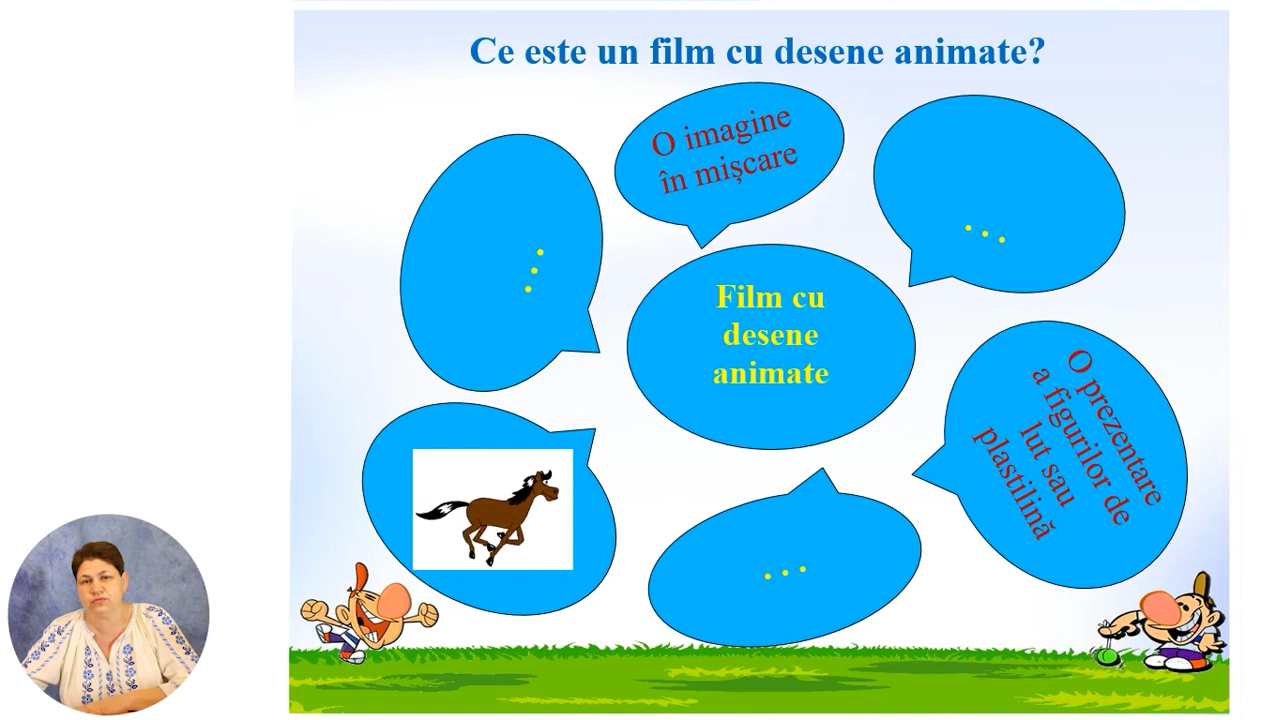 Ce este un film cu desene animate?
O imagine
în mișcare
. . .
. . .
Film cu
desene
animate
O prezentare
a figurilor de
lut sau
plastilină
. . .